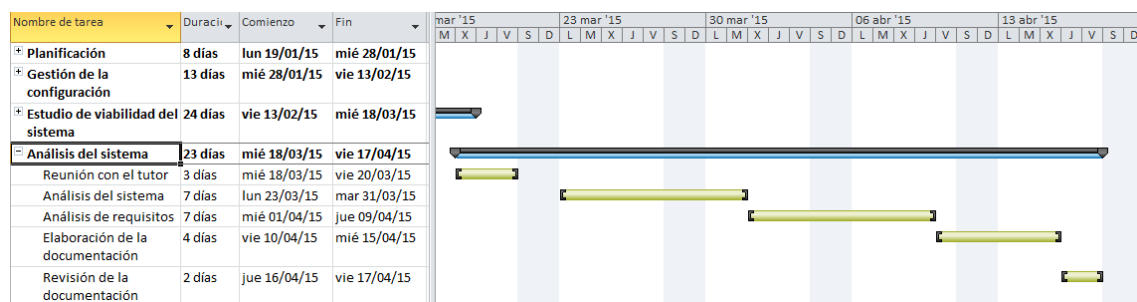 Nombre de tarea Duració Comienzo Fin
mar '15 23 mar '15 30 mar '15 06 abr '15 13 abr '15
M X J V S D L M X J V S D L M X J V S D L M X J V S D L M X J V S D
Planificación 8 días lun 19/01/15 mié 28/01/15
Gestión de la 13 días mié 28/01/15 vie 13/02/15
configuración
Estudio de viabilidad del 24 días vie 13/02/15 mié 18/03/15
sistema
Análisis del sistema 23 días mié 18/03/15 vie 17/04/15
Reunión con el tutor 3 días mié 18/03/15 vie 20/03/15
Análisis del sistema 7 días lun 23/03/15 mar 31/03/15
Análisis de requisitos 7 días mié 01/04/15 jue 09/04/15
Elaboración de la 4 días vie 10/04/15 mié 15/04/15
documentación
Revisión de la 2 días jue 16/04/15 vie 17/04/15
documentación